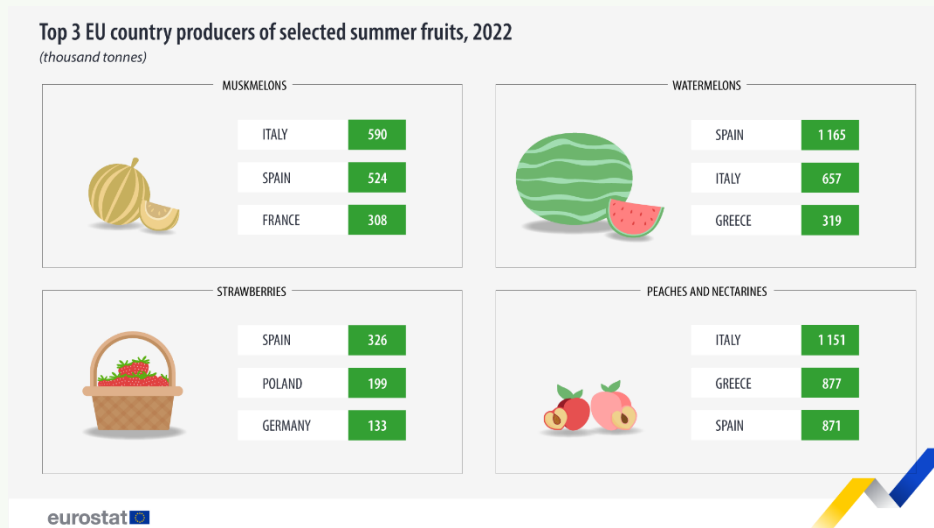 Top 3 EU country producers of selected summer fruits, 2022
(thousand tonnes)
MUSKMELONS
ITALY 590
SPAIN 524
FRANCE 308
WATERMELONS
SPAIN 1 165
ITALY 657
GREECE 319
STRAWBERRIES
SPAIN 326
POLAND 199
GERMANY 133
PEACHES AND NECTARINES
ITALY 1 151
GREECE 877
SPAIN 871
eurostat